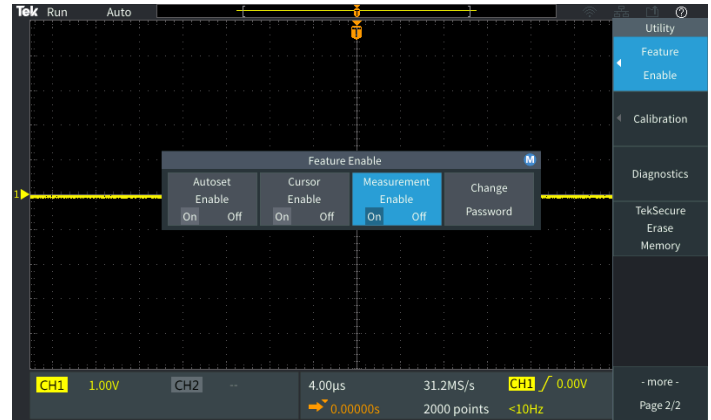 Tek Run Auto
T
Utility
Feature
Enable
Calibration
Diagnostics
TekSecure
Erase
Memory
- more -
Page 2/2
Feature Enable M
Autoset
Enable
On Off
Cursor
Enable
On Off
Measurement
Enable
On Off
Change
Password
1
CH1 1.00V CH2 -- 4.00µs 31.2MS/s CH1 0.00V
0.00000s 2000 points <10Hz